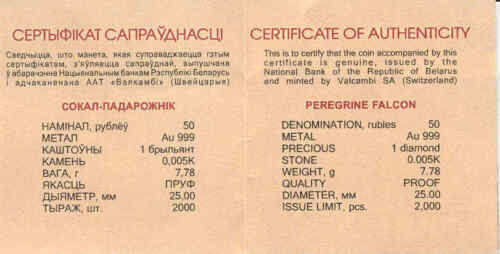 СЕРТЫФІКАТ САПРАЎДНАСЦІ
Сведчыцца, што манета, якая суправаджаецца гэтым
сертыфікатам, з'яўляецца сапраўднай, выпушчана
ў абарачэнне Нацыянальным банкам Рэспублікі Беларусь
і адчаканена ААТ «Валкамбі» (Швейцарыя)
СОКАЛ-ПАДАРОЖНІК
НАМІНАЛ, рублёў 50
МЕТАЛ Au 999
КАШТОЎНЫ 1 брыльянт
КАМЕНЬ 0,005К
ВАГА, г 7,78
ЯКАСЦЬ ПРУФ
ДЫЯМЕТР, мм 25.00
ТЫРАЖ, шт. 2000
CERTIFICATE OF AUTHENTICITY
This is to certify that the coin accompanied by this
certificate is genuine, issued by the
National Bank of the Republic of Belarus
and minted by Valcambi SA (Switzerland)
PEREGRINE FALCON
DENOMINATION, rubles 50
METAL Au 999
PRECIOUS 1 diamond
STONE 0.005K
WEIGHT, g 7.78
QUALITY PROOF
DIAMETER, mm 25.00
ISSUE LIMIT, pcs. 2,000